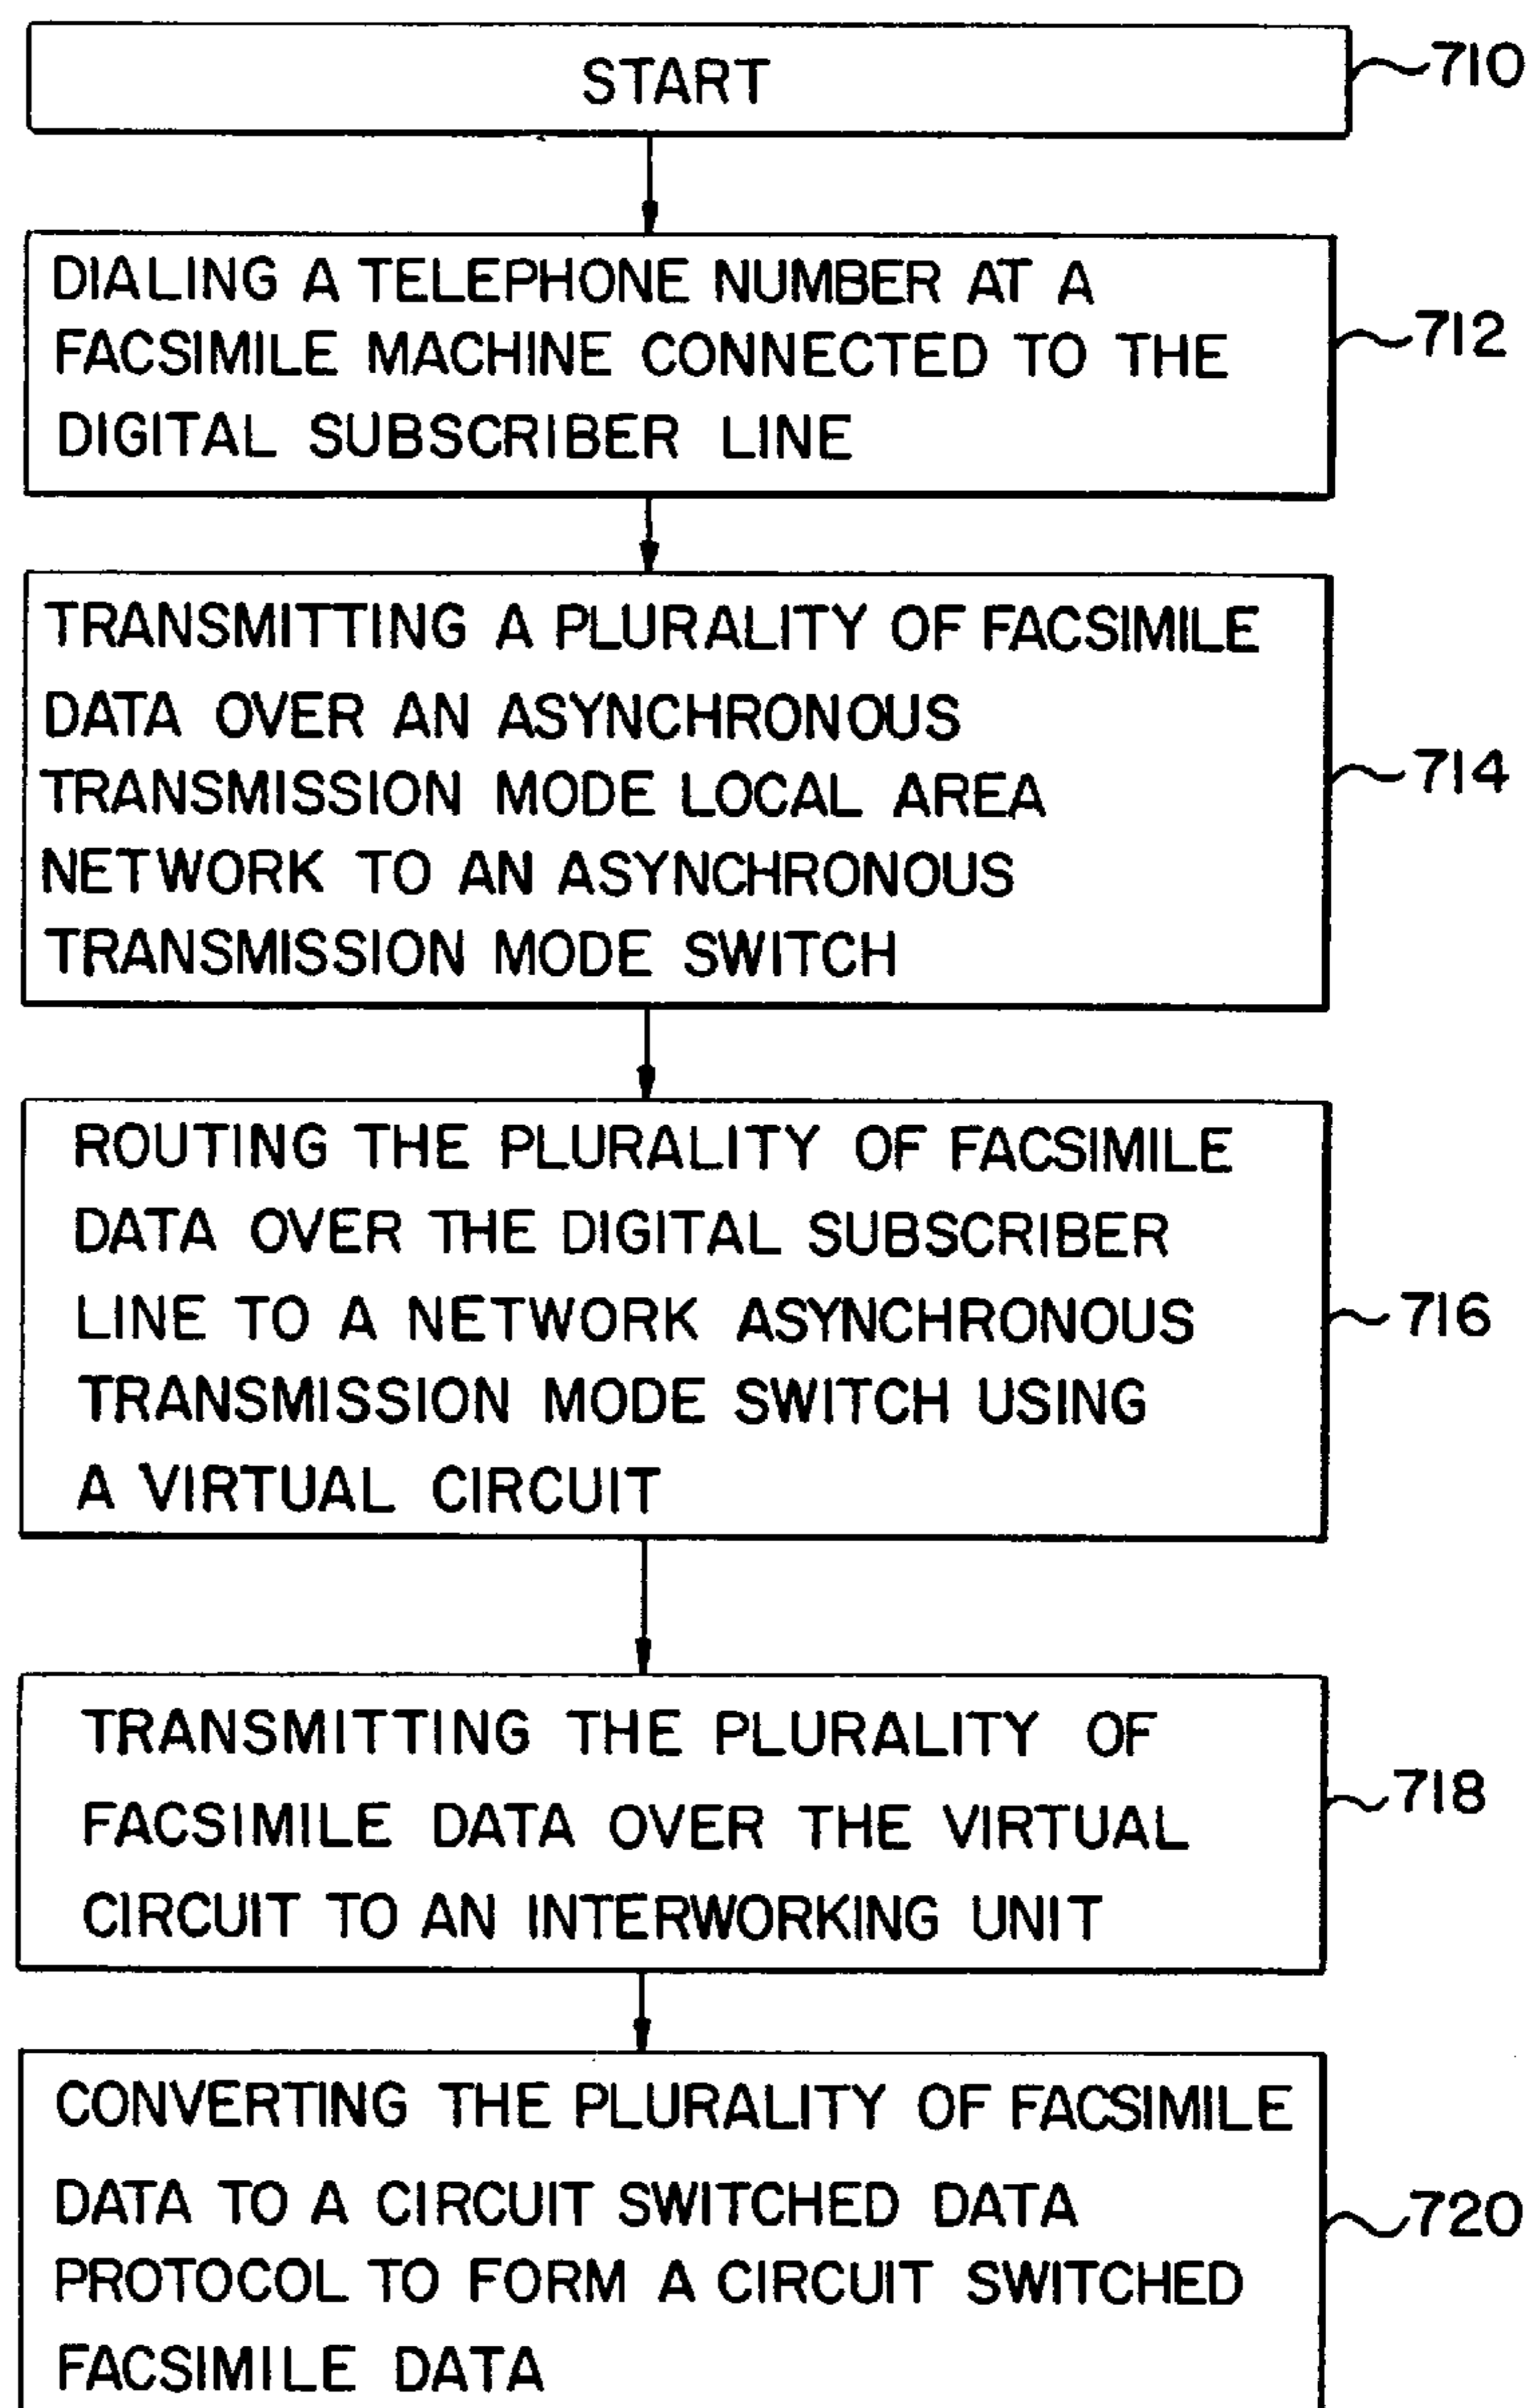 START
710
DIALING A TELEPHONE NUMBER AT A
FACSIMILE MACHINE CONNECTED TO THE
DIGITAL SUBSCRIBER LINE
712
TRANSMITTING A PLURALITY OF FACSIMILE
DATA OVER AN ASYNCHRONOUS
TRANSMISSION MODE LOCAL AREA
NETWORK TO AN ASYNCHRONOUS
TRANSMISSION MODE SWITCH
714
ROUTING THE PLURALITY OF FACSIMILE
DATA OVER THE DIGITAL SUBSCRIBER
LINE TO A NETWORK ASYNCHRONOUS
TRANSMISSION MODE SWITCH USING
A VIRTUAL CIRCUIT
716
TRANSMITTING THE PLURALITY OF
FACSIMILE DATA OVER THE VIRTUAL
CIRCUIT TO AN INTERWORKING UNIT
718
CONVERTING THE PLURALITY OF FACSIMILE
DATA TO A CIRCUIT SWITCHED DATA
PROTOCOL TO FORM A CIRCUIT SWITCHED
FACSIMILE DATA
720